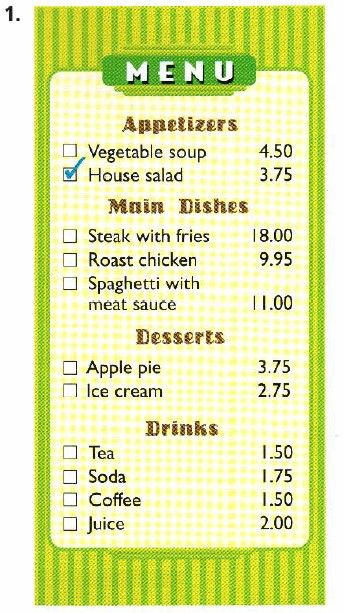 1.
MENU
Appetizers
Vegetable soup 4.50
House salad 3.75
Main Dishes
Steak with fries 18.00
Roast chicken 9.95
Spaghetti with
meat sauce 11.00
Desserts
Apple pie 3.75
Ice cream 2.75
Drinks
Tea 1.50
Soda 1.75
Coffee 1.50
Juice 2.00